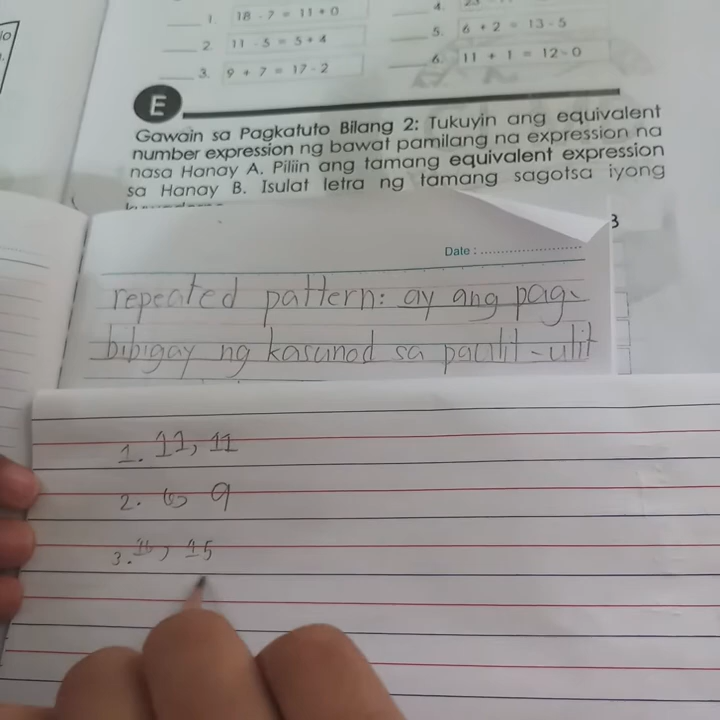 4.
1. 18 - 7 = 11 + 0
5. 6 + 2 = 13 - 5
2. 11 - 5 = 5 + 4
6. 11 + 1 = 12 - 0
3. 9 + 7 = 17 - 2
E
Gawain sa Pagkatuto Bilang 2: Tukuyin ang equivalent
number expression ng bawat pamilang na expression na
nasa Hanay A. Piliin ang tamang equivalent expression
sa Hanay B. Isulat letra ng tamang sagotsa iyong
Date :
repeated pattern: ay ang pag-
bibigay ng kasunod sa paulit-ulit
1. 11, 11
2. 6, 9
3. 16, 15